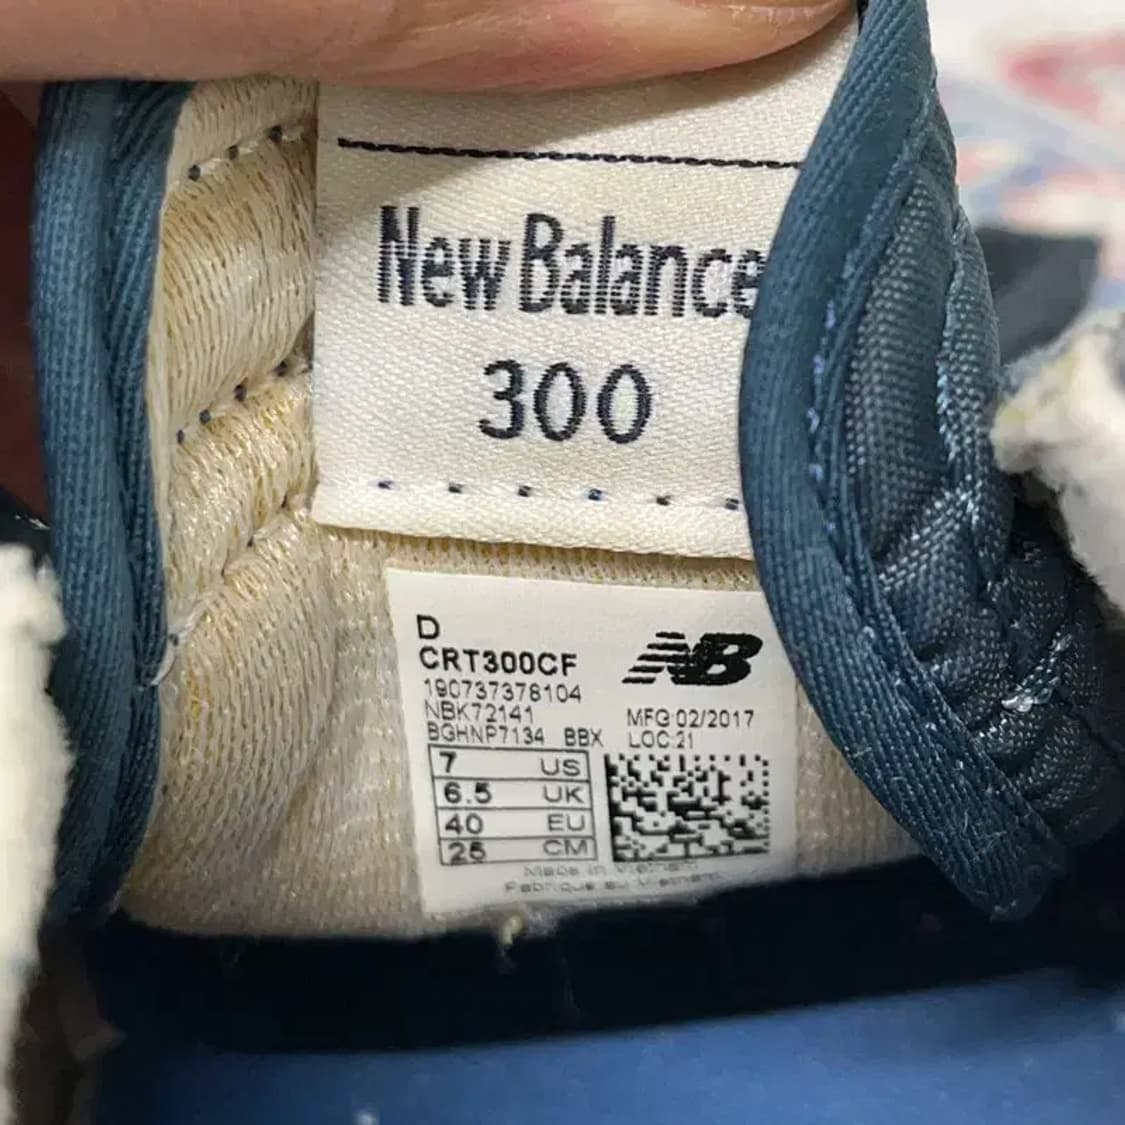 New Balance
300
D
CRT300CF
NB
190737378104
NBK72141
MFG 02/2017
BGHNP7134 BBX
LOC:21
7 US
6.5 UK
40 EU
25 CM
Made in Vietnam
Fabriqué au Vietnam